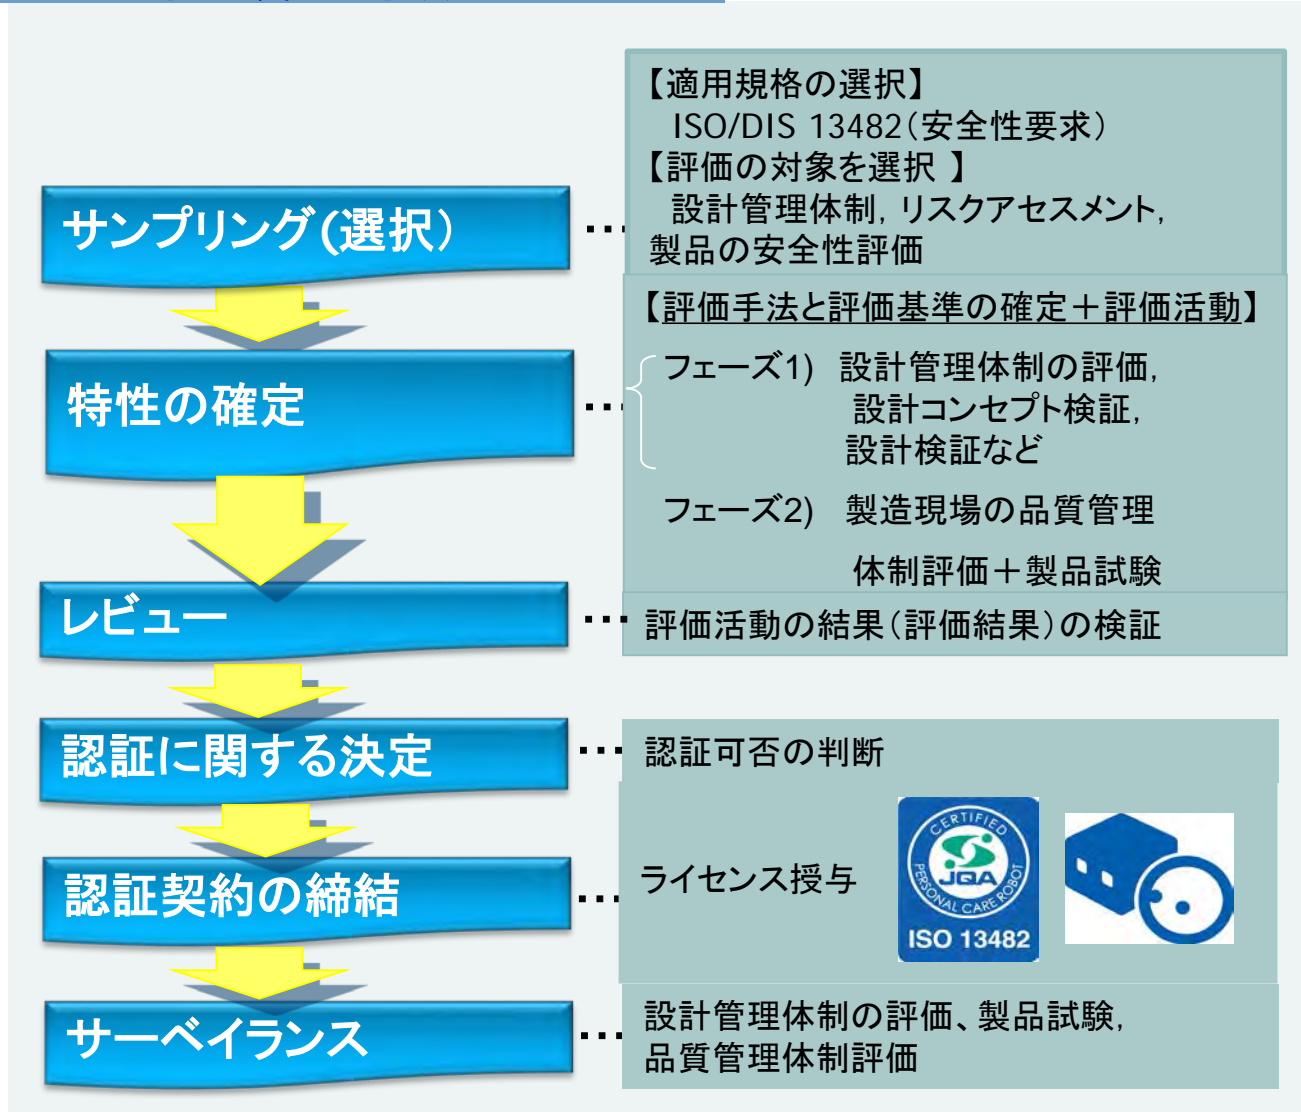 【適用規格の選択】
ISO/DIS 13482（安全性要求）
【評価の対象を選択 】
設計管理体制，リスクアセスメント，
製品の安全性評価
サンプリング(選択）
【評価手法と評価基準の確定＋評価活動】
フェーズ1) 設計管理体制の評価，
設計コンセプト検証，
設計検証など
フェーズ2) 製造現場の品質管理
体制評価＋製品試験
特性の確定
レビュー
評価活動の結果（評価結果）の検証
認証に関する決定
認証可否の判断
認証契約の締結
ライセンス授与
CERTIFIED
JQA
PERSONAL CARE ROBOT
ISO 13482
サーベイランス
設計管理体制の評価、製品試験，
品質管理体制評価